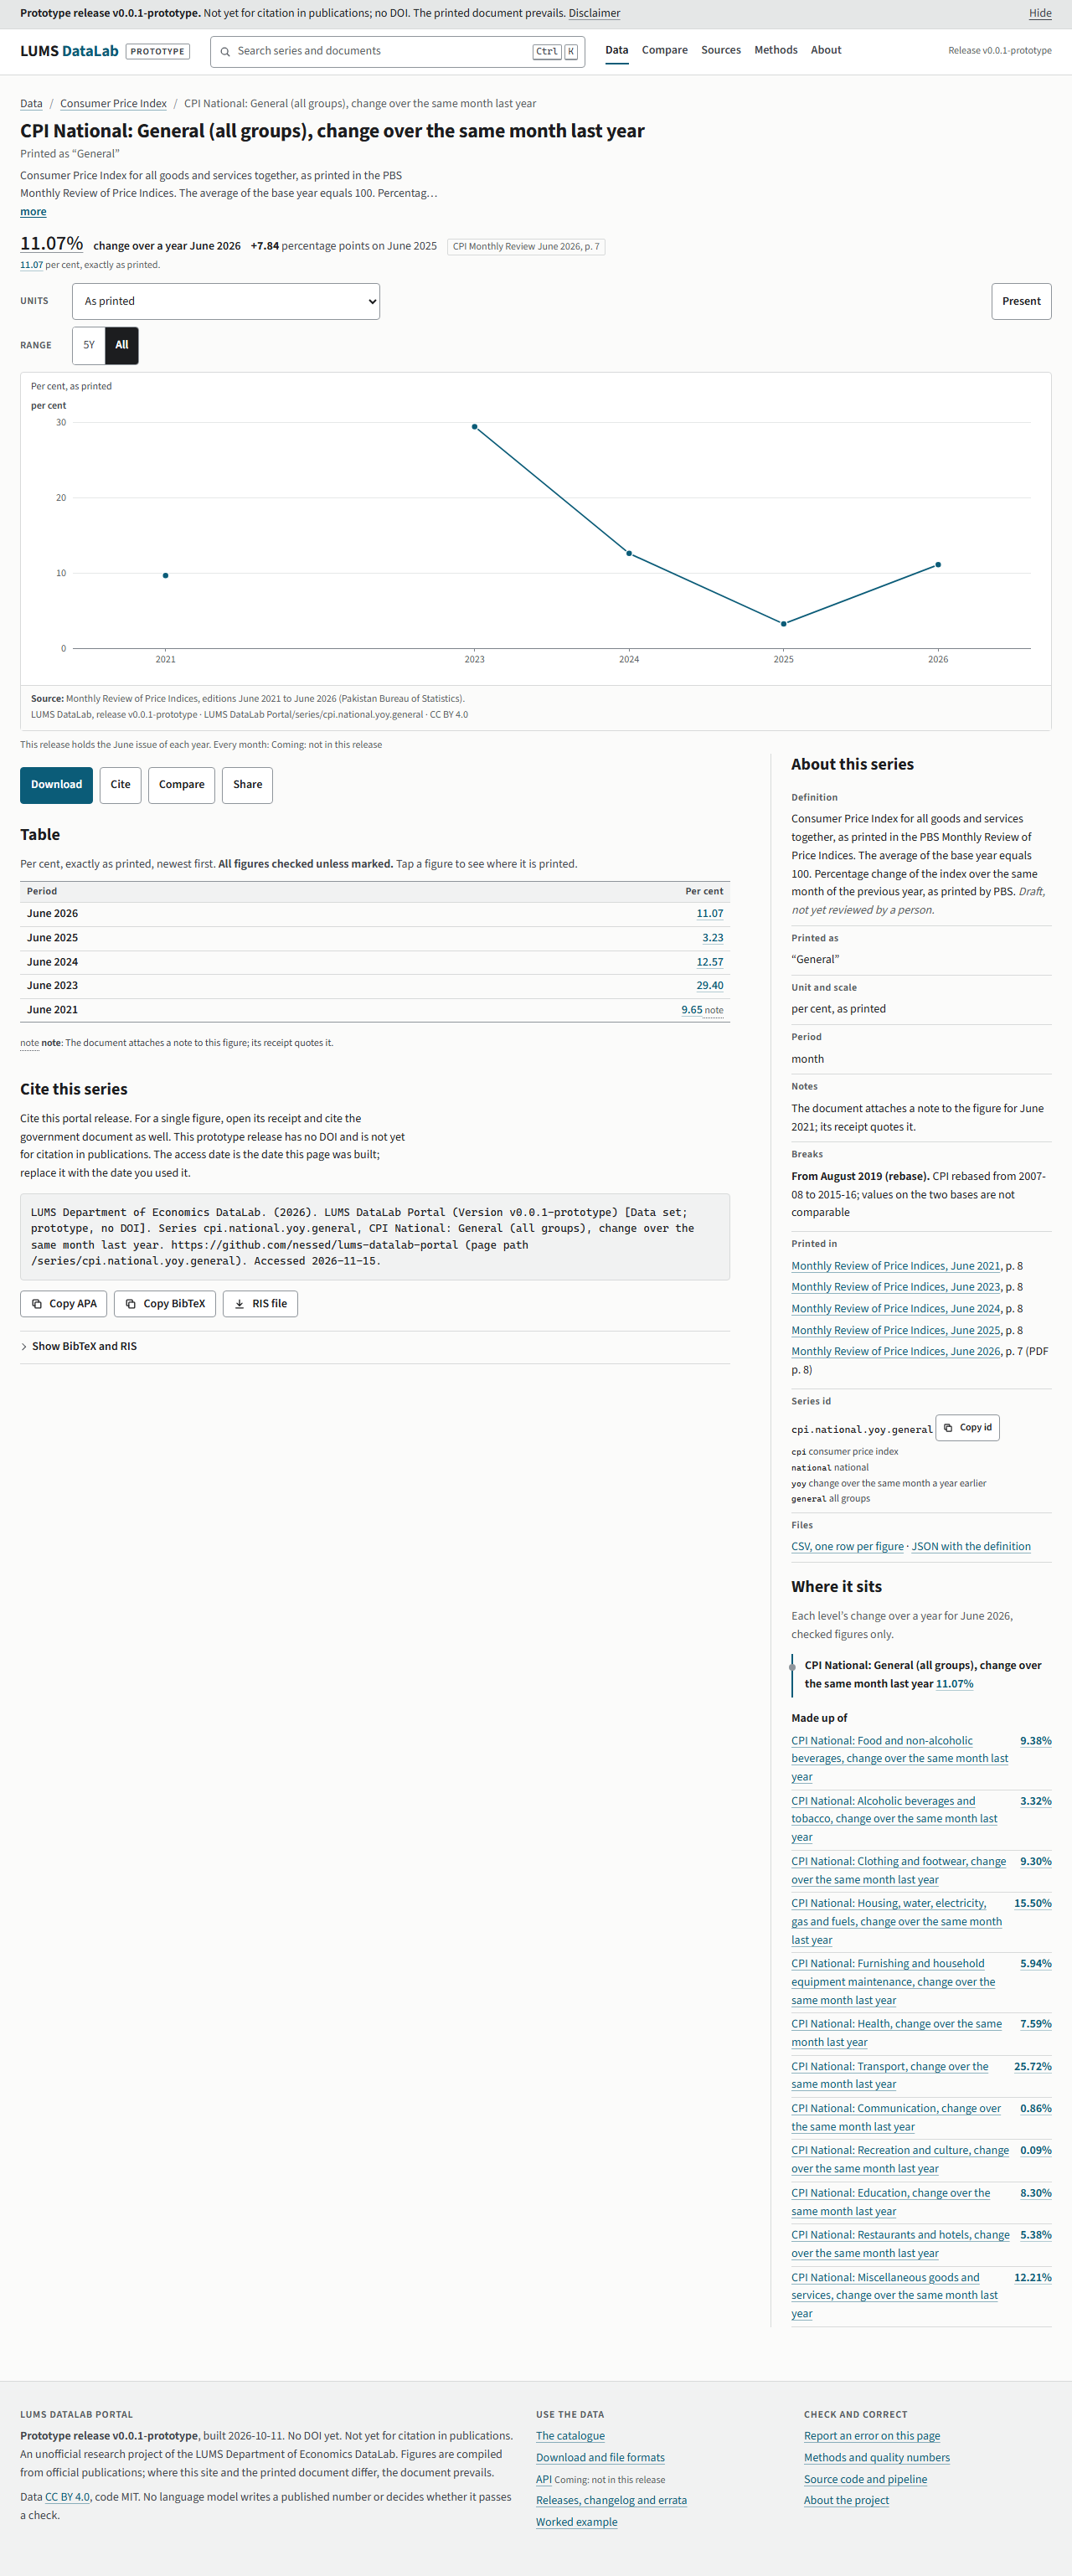 Prototype release v0.0.1-prototype. Not yet for citation in publications; no DOI. The printed document prevails. Disclaimer
Hide
LUMS DataLab PROTOTYPE
Search series and documents Ctrl K
Data Compare Sources Methods About
Release v0.0.1-prototype
Data / Consumer Price Index / CPI National: General (all groups), change over the same month last year
CPI National: General (all groups), change over the same month last year
Printed as “General”
Consumer Price Index for all goods and services together, as printed in the PBS
Monthly Review of Price Indices. The average of the base year equals 100. Percentag…
more
11.07% change over a year June 2026 +7.84 percentage points on June 2025 CPI Monthly Review June 2026, p. 7
11.07 per cent, exactly as printed.
UNITS As printed
Present
RANGE 5Y All
Per cent, as printed
per cent
30
20
10
0
2021 2023 2024 2025 2026
Source: Monthly Review of Price Indices, editions June 2021 to June 2026 (Pakistan Bureau of Statistics).
LUMS DataLab, release v0.0.1-prototype · LUMS DataLab Portal/series/cpi.national.yoy.general · CC BY 4.0
This release holds the June issue of each year. Every month: Coming: not in this release
Download Cite Compare Share
Table
Per cent, exactly as printed, newest first. All figures checked unless marked. Tap a figure to see where it is printed.
Period Per cent
June 2026 11.07
June 2025 3.23
June 2024 12.57
June 2023 29.40
June 2021 9.65 note
note note: The document attaches a note to this figure; its receipt quotes it.
Cite this series
Cite this portal release. For a single figure, open its receipt and cite the
government document as well. This prototype release has no DOI and is not yet
for citation in publications. The access date is the date this page was built;
replace it with the date you used it.
LUMS Department of Economics DataLab. (2026). LUMS DataLab Portal (Version v0.0.1-prototype) [Data set;
prototype, no DOI]. Series cpi.national.yoy.general, CPI National: General (all groups), change over the
same month last year. https://github.com/nessed/lums-datalab-portal (page path
/series/cpi.national.yoy.general). Accessed 2026-11-15.
Copy APA Copy BibTeX RIS file
Show BibTeX and RIS
About this series
Definition
Consumer Price Index for all goods and services
together, as printed in the PBS Monthly Review of
Price Indices. The average of the base year equals
100. Percentage change of the index over the same
month of the previous year, as printed by PBS. Draft,
not yet reviewed by a person.
Printed as
“General”
Unit and scale
per cent, as printed
Period
month
Notes
The document attaches a note to the figure for June
2021; its receipt quotes it.
Breaks
From August 2019 (rebase). CPI rebased from 2007-
08 to 2015-16; values on the two bases are not
comparable
Printed in
Monthly Review of Price Indices, June 2021, p. 8
Monthly Review of Price Indices, June 2023, p. 8
Monthly Review of Price Indices, June 2024, p. 8
Monthly Review of Price Indices, June 2025, p. 8
Monthly Review of Price Indices, June 2026, p. 7 (PDF
p. 8)
Series id
cpi.national.yoy.general Copy id
cpi consumer price index
national national
yoy change over the same month a year earlier
general all groups
Files
CSV, one row per figure · JSON with the definition
Where it sits
Each level’s change over a year for June 2026,
checked figures only.
CPI National: General (all groups), change over
the same month last year 11.07%
Made up of
CPI National: Food and non-alcoholic 9.38%
beverages, change over the same month last
year
CPI National: Alcoholic beverages and 3.32%
tobacco, change over the same month last
year
CPI National: Clothing and footwear, change 9.30%
over the same month last year
CPI National: Housing, water, electricity, 15.50%
gas and fuels, change over the same month
last year
CPI National: Furnishing and household 5.94%
equipment maintenance, change over the
same month last year
CPI National: Health, change over the same 7.59%
month last year
CPI National: Transport, change over the 25.72%
same month last year
CPI National: Communication, change over 0.86%
the same month last year
CPI National: Recreation and culture, change 0.09%
over the same month last year
CPI National: Education, change over the 8.30%
same month last year
CPI National: Restaurants and hotels, change 5.38%
over the same month last year
CPI National: Miscellaneous goods and 12.21%
services, change over the same month last
year
LUMS DATALAB PORTAL
Prototype release v0.0.1-prototype, built 2026-10-11. No DOI yet. Not yet for citation in publications.
An unofficial research project of the LUMS Department of Economics DataLab. Figures are compiled
from official publications; where this site and the printed document differ, the document prevails.
Data CC BY 4.0, code MIT. No language model writes a published number or decides whether it passes
a check.
USE THE DATA
The catalogue
Download and file formats
API Coming: not in this release
Releases, changelog and errata
Worked example
CHECK AND CORRECT
Report an error on this page
Methods and quality numbers
Source code and pipeline
About the project